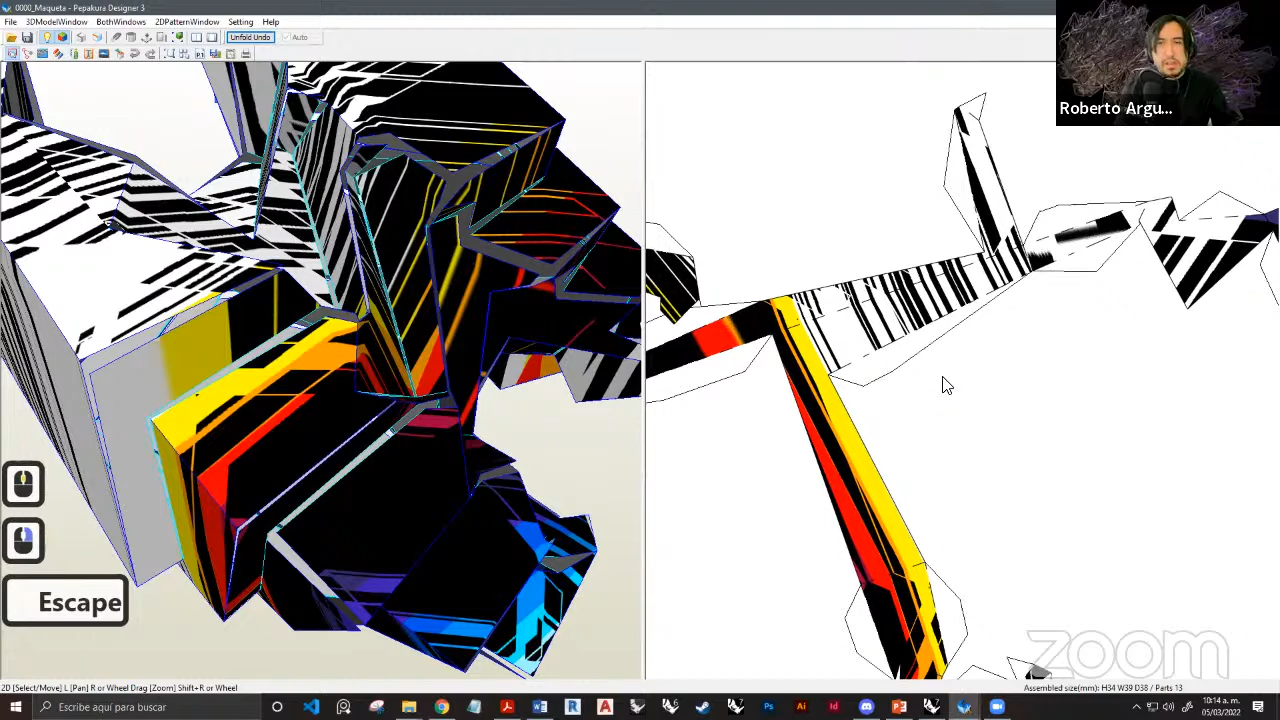 0000_Maqueta - Pepakura Designer 3
File 3DModelWindow BothWindows 2DPatternWindow Setting Help
Unfold Undo Auto
Roberto Argu...
Escape
zoom
2D [Select/Move] L [Pan] R or Wheel Drag [Zoom] Shift+R or Wheel
Assembled size(mm): H34 W39 D38 / Parts 13
Escribe aquí para buscar
10:14 a. m.
15/03/2022